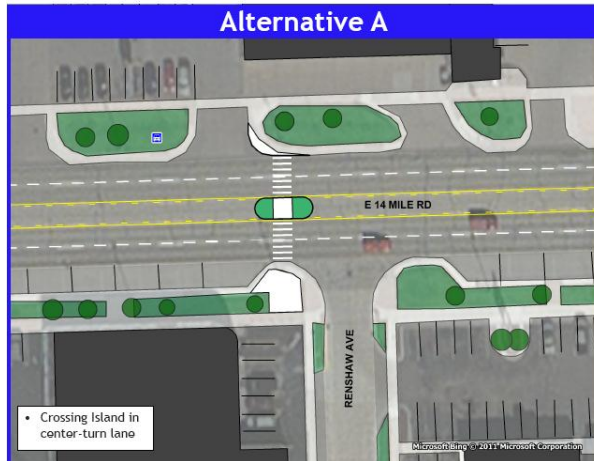 Alternative A
E 14 MILE RD
RENSHAW AVE
• Crossing Island in
center-turn lane
Microsoft Bing © 2011 Microsoft Corporation